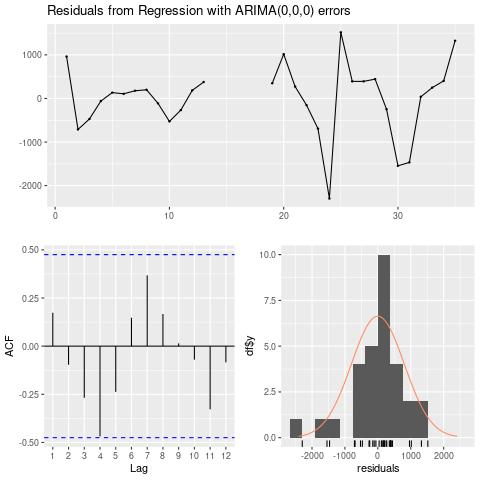 Residuals from Regression with ARIMA(0,0,0) errors
1000
0
-1000
-2000
0 10 20 30
0.50
0.25
0.00
-0.25
-0.50
ACF
1 2 3 4 5 6 7 8 9 10 11 12
Lag
10.0
7.5
5.0
2.5
0.0
df$y
-2000 -1000 0 1000 2000
residuals